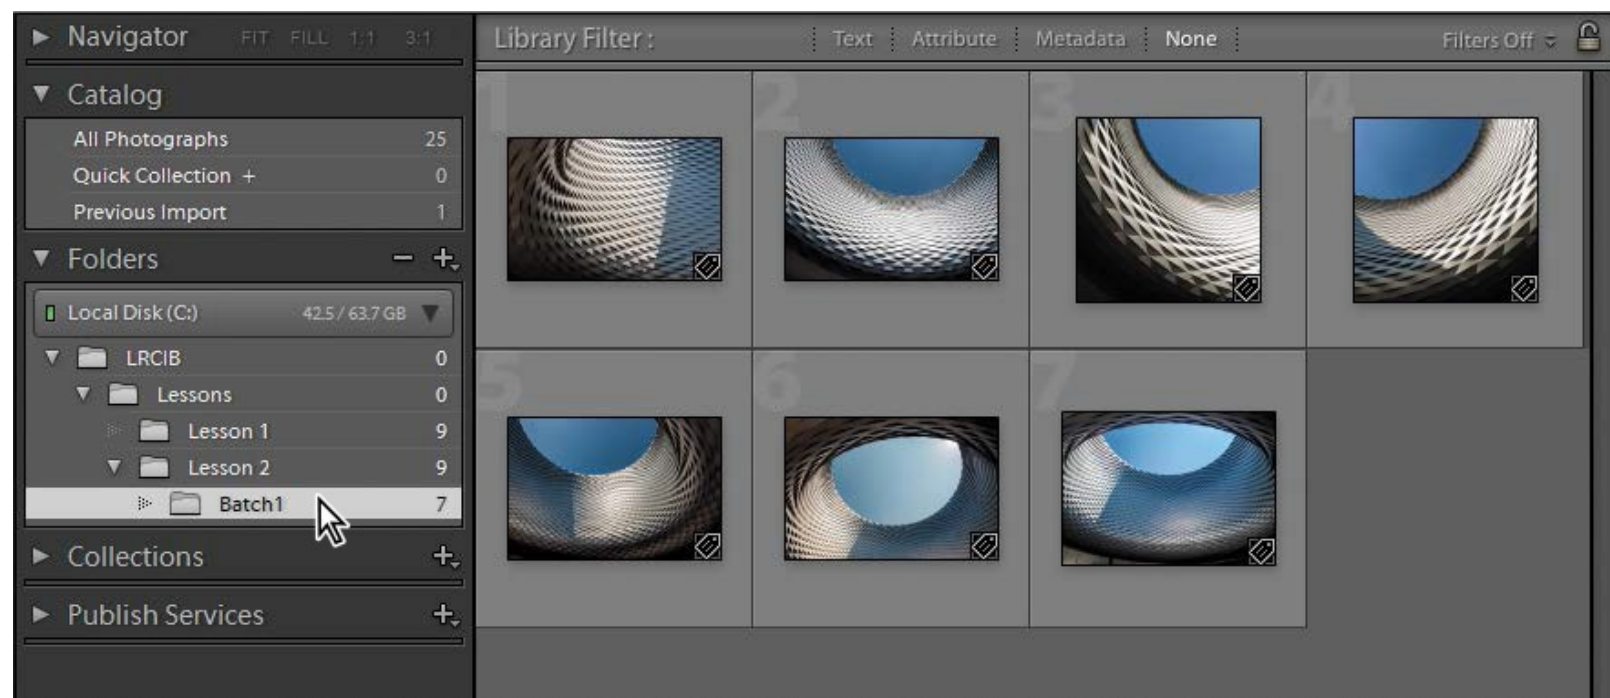 Navigator FIT FILL 1:1 3:1
Catalog
All Photographs 25
Quick Collection + 0
Previous Import 1
Folders − +
Local Disk (C:) 42.5 / 63.7 GB
LRCIB 0
Lessons 0
Lesson 1 9
Lesson 2 9
Batch1 7
Collections +
Publish Services +
Library Filter : Text Attribute Metadata None Filters Off
1 2 3 4
5 6 7